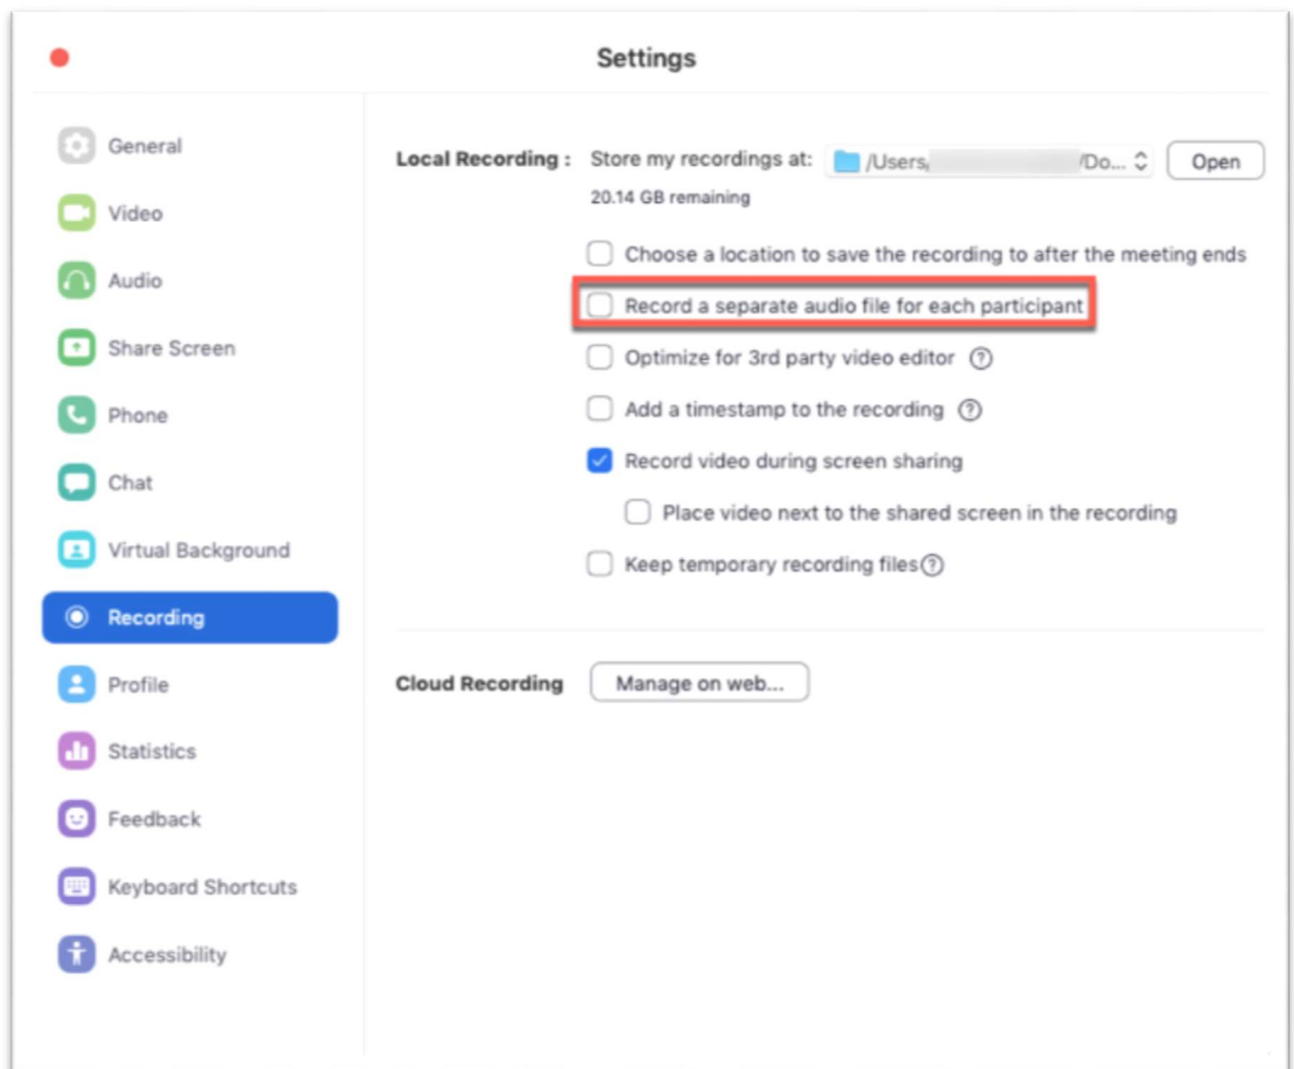 Settings
General
Video
Audio
Share Screen
Phone
Chat
Virtual Background
Recording
Profile
Statistics
Feedback
Keyboard Shortcuts
Accessibility
Local Recording : Store my recordings at: /Users/ /Do... Open
20.14 GB remaining
Choose a location to save the recording to after the meeting ends
Record a separate audio file for each participant
Optimize for 3rd party video editor ?
Add a timestamp to the recording ?
Record video during screen sharing
Place video next to the shared screen in the recording
Keep temporary recording files ?
Cloud Recording Manage on web...